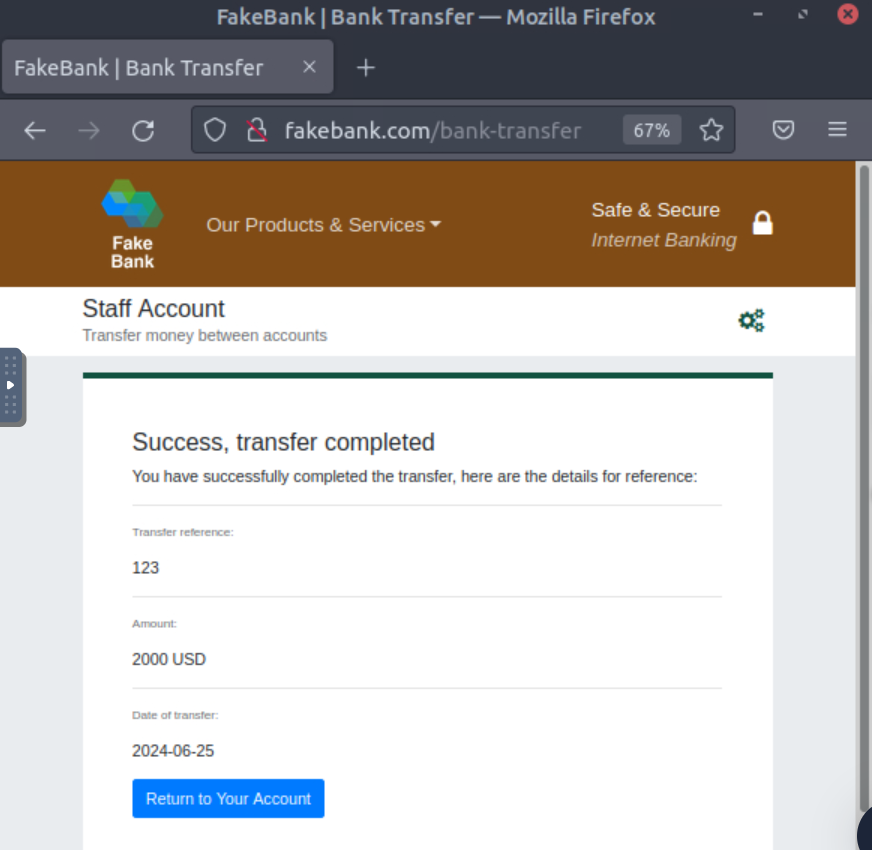 FakeBank | Bank Transfer — Mozilla Firefox
FakeBank | Bank Transfer
fakebank.com/bank-transfer 67%
Fake
Bank
Our Products & Services
Safe & Secure
Internet Banking
Staff Account
Transfer money between accounts
Success, transfer completed
You have successfully completed the transfer, here are the details for reference:
Transfer reference:
123
Amount:
2000 USD
Date of transfer:
2024-06-25
Return to Your Account